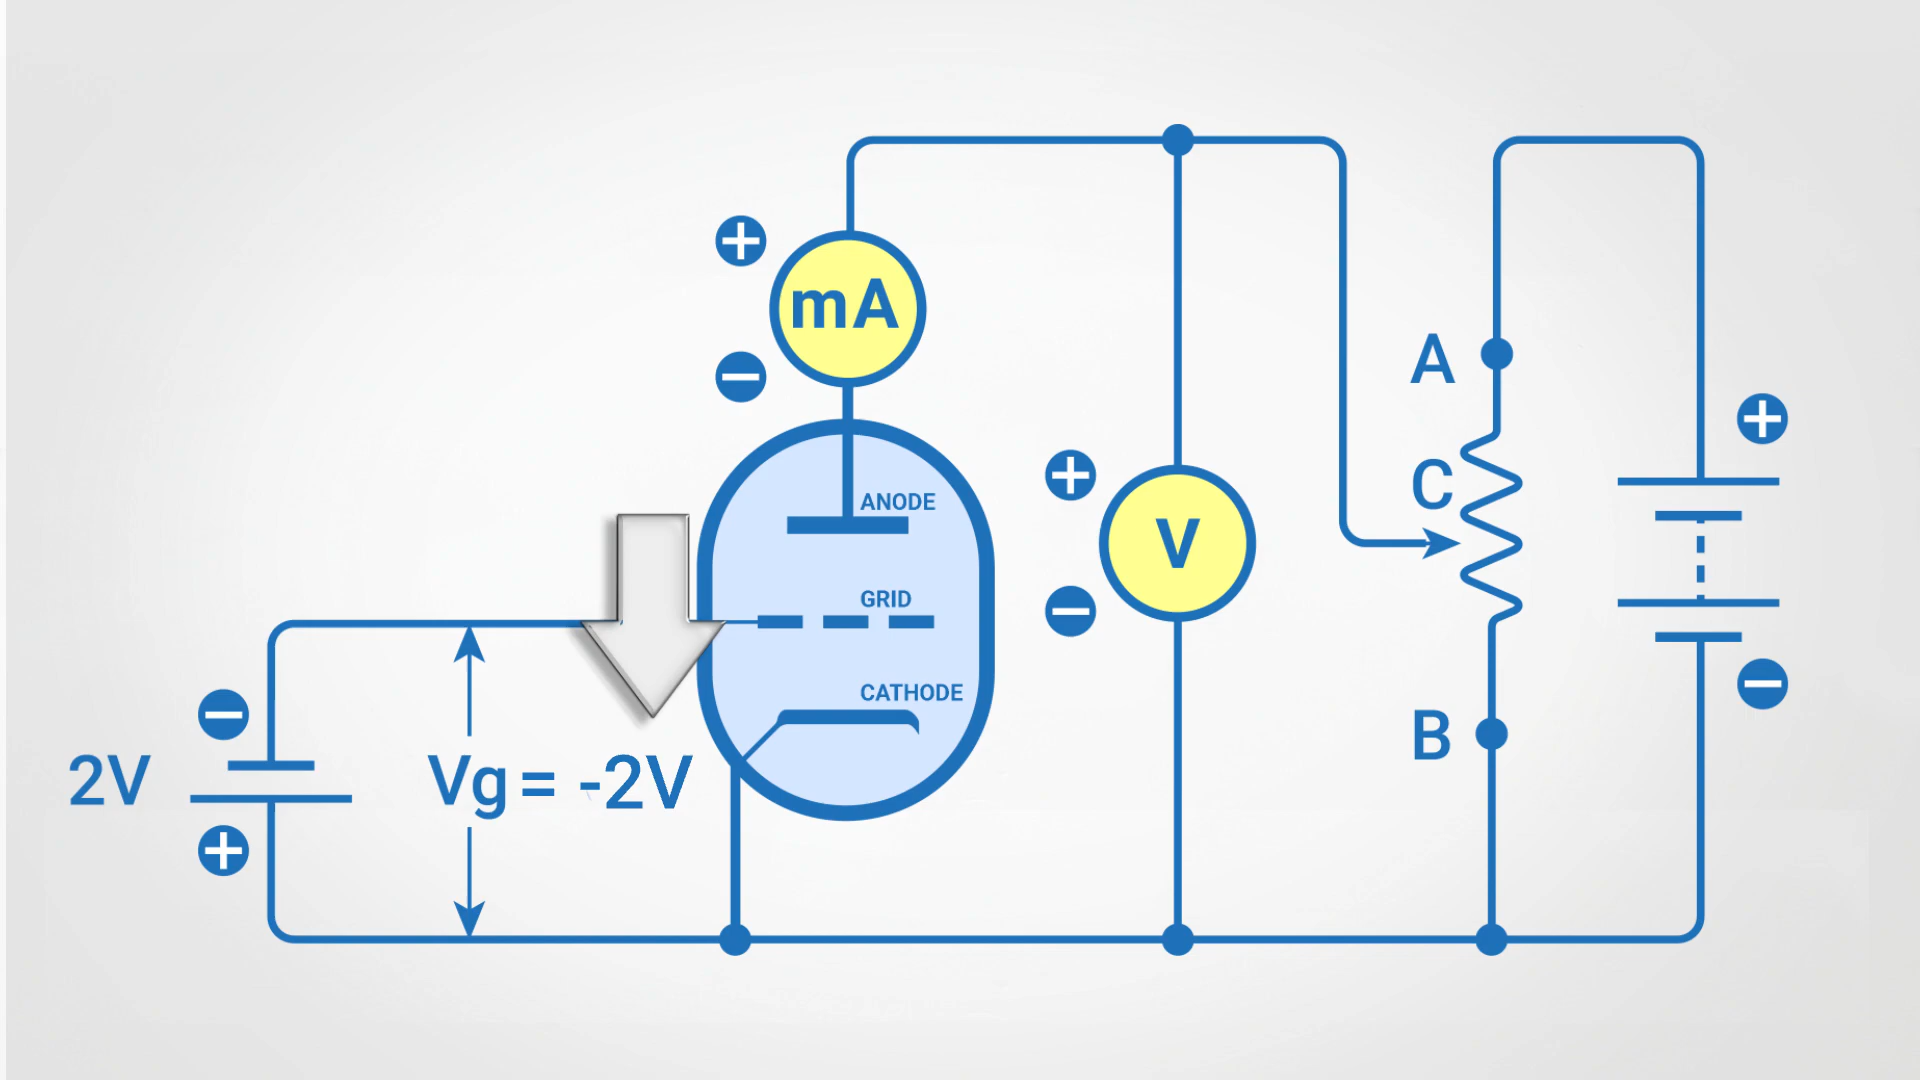 mA
ANODE
GRID
CATHODE
V
A
C
B
2V
Vg= -2V